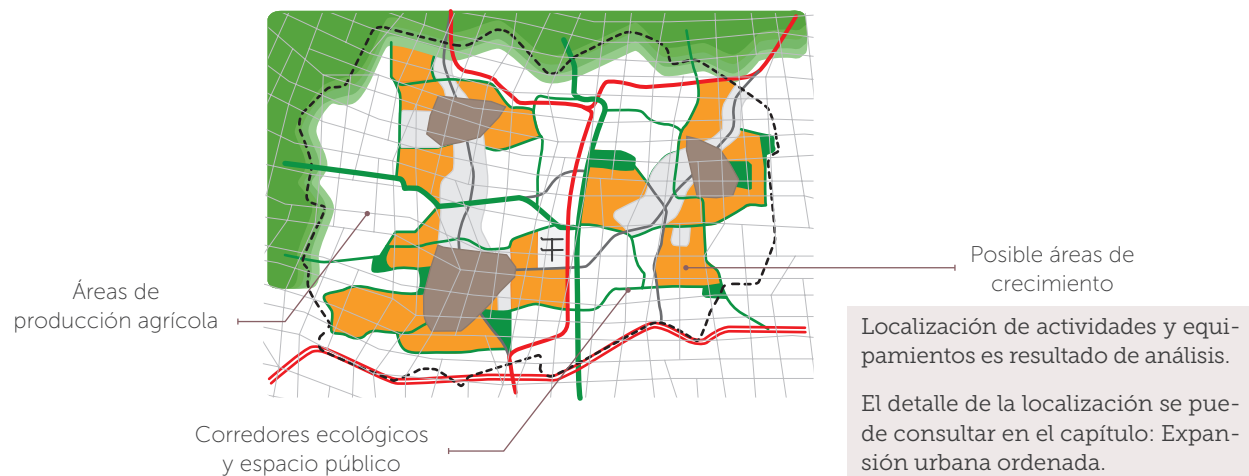 Áreas de
producción agrícola
Corredores ecológicos
y espacio público
Posible áreas de
crecimiento
Localización de actividades y equi-
pamientos es resultado de análisis.
El detalle de la localización se pue-
de consultar en el capítulo: Expan-
sión urbana ordenada.